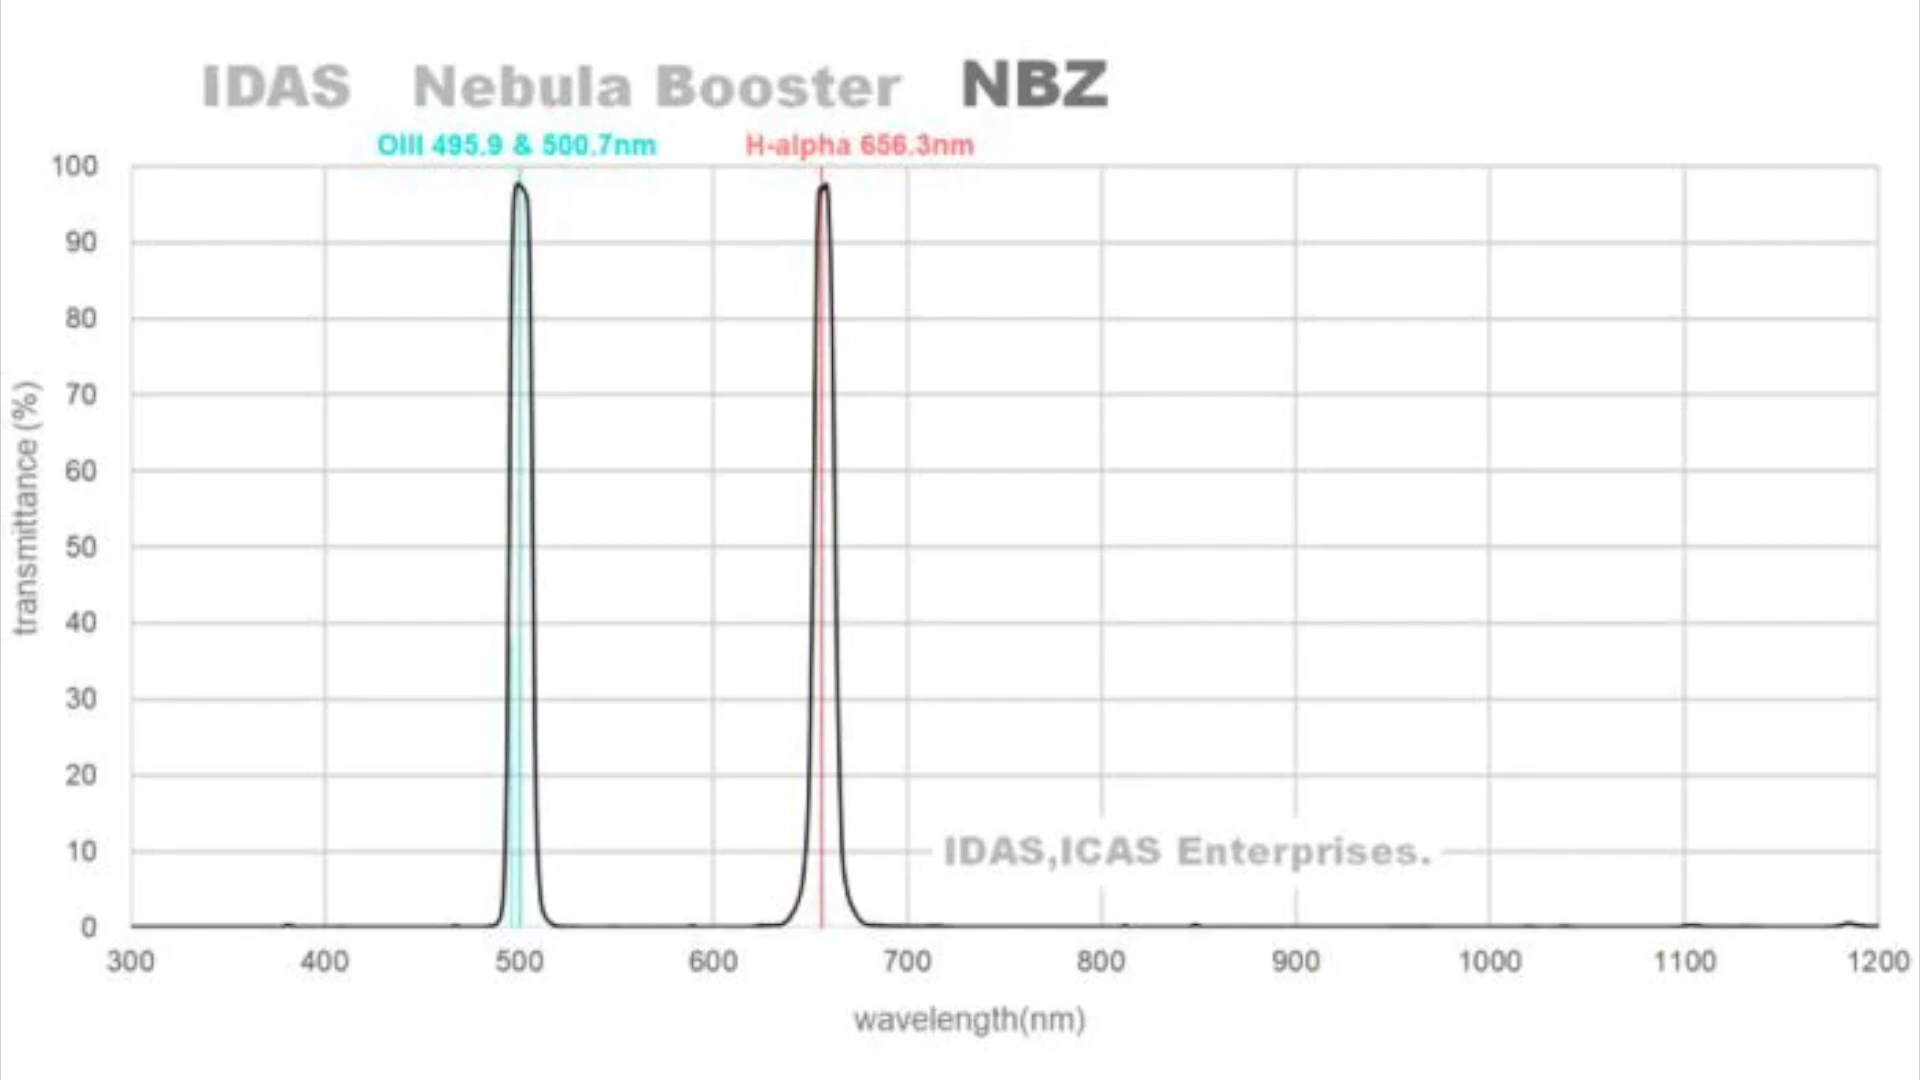 IDAS Nebula Booster NBZ
OIII 495.9 & 500.7nm H-alpha 656.3nm
100
90
80
70
60
50
40
30
20
10
0
transmittance (%)
IDAS,ICAS Enterprises.
300 400 500 600 700 800 900 1000 1100 1200
wavelength(nm)